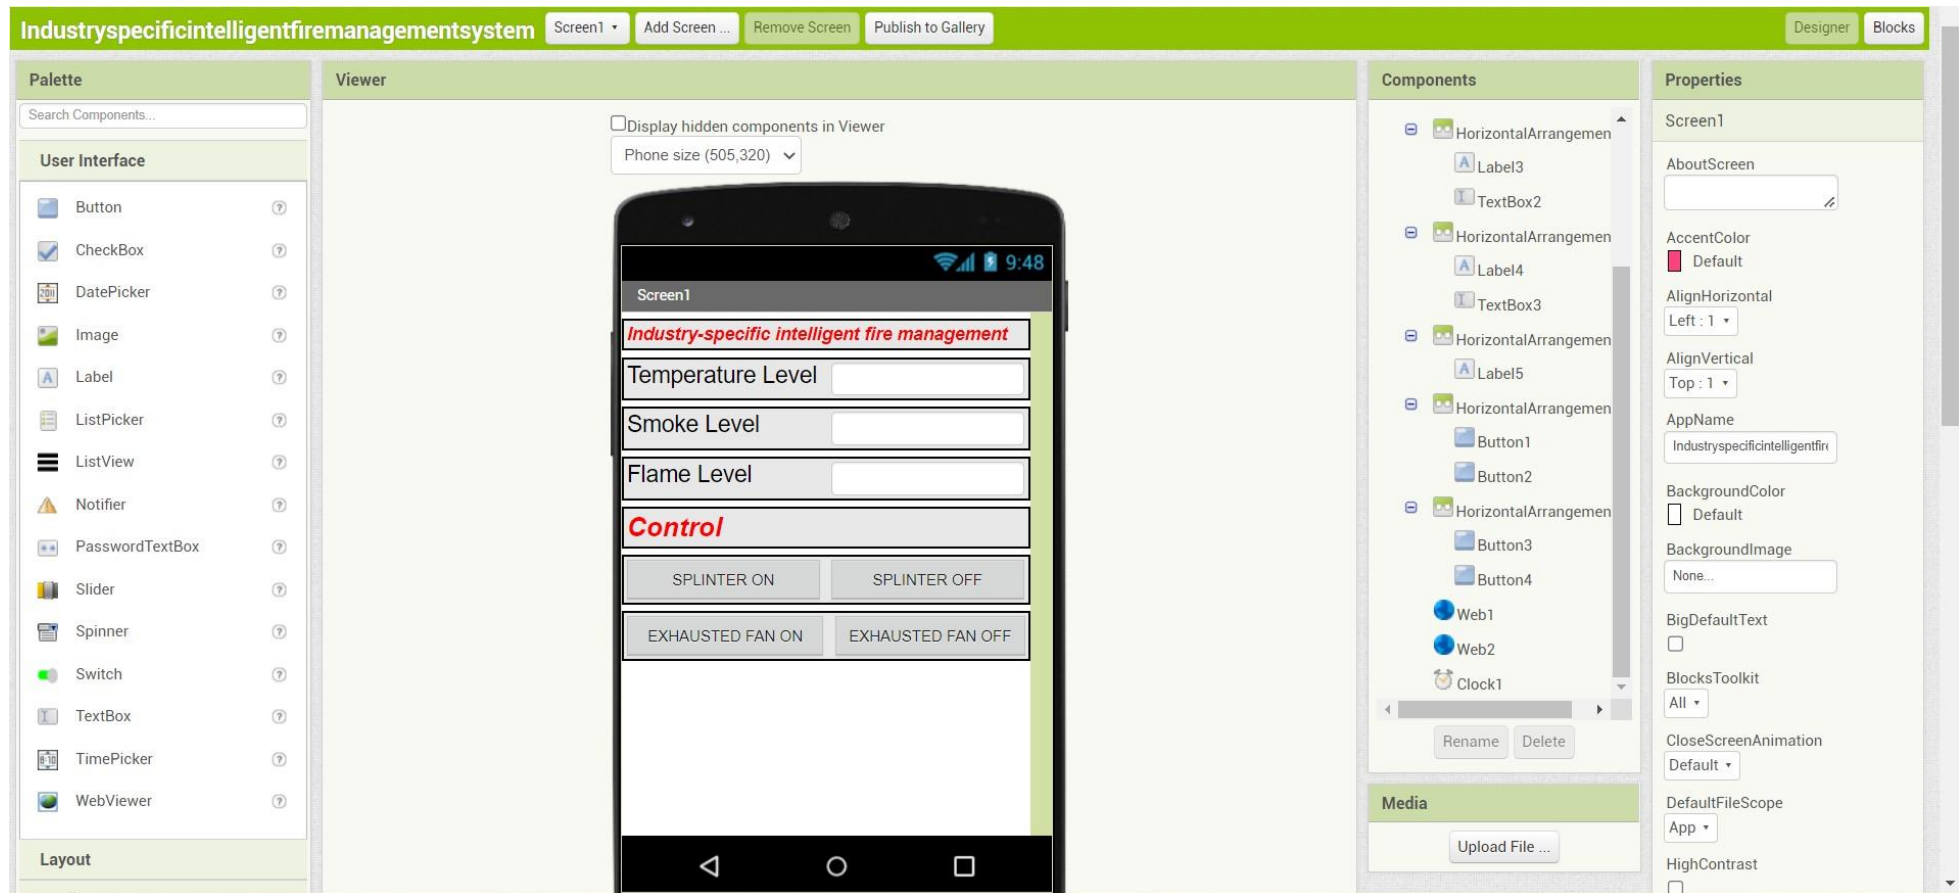 Industryspecificintelligentfiremanagementsystem Screen1 Add Screen ... Remove Screen Publish to Gallery Designer Blocks
Palette
Search Components...
User Interface
Button
CheckBox
DatePicker
Image
Label
ListPicker
ListView
Notifier
PasswordTextBox
Slider
Spinner
Switch
TextBox
TimePicker
WebViewer
Layout
Viewer
Display hidden components in Viewer
Phone size (505,320)
9:48
Screen1
Industry-specific intelligent fire management
Temperature Level
Smoke Level
Flame Level
Control
SPLINTER ON SPLINTER OFF
EXHAUSTED FAN ON EXHAUSTED FAN OFF
Components
HorizontalArrangemen
Label3
TextBox2
HorizontalArrangemen
Label4
TextBox3
HorizontalArrangemen
Label5
HorizontalArrangemen
Button1
Button2
HorizontalArrangemen
Button3
Button4
Web1
Web2
Clock1
Rename Delete
Media
Upload File ...
Properties
Screen1
AboutScreen
AccentColor
Default
AlignHorizontal
Left : 1
AlignVertical
Top : 1
AppName
Industryspecificintelligentfire
BackgroundColor
Default
BackgroundImage
None...
BigDefaultText
BlocksToolkit
All
CloseScreenAnimation
Default
DefaultFileScope
App
HighContrast